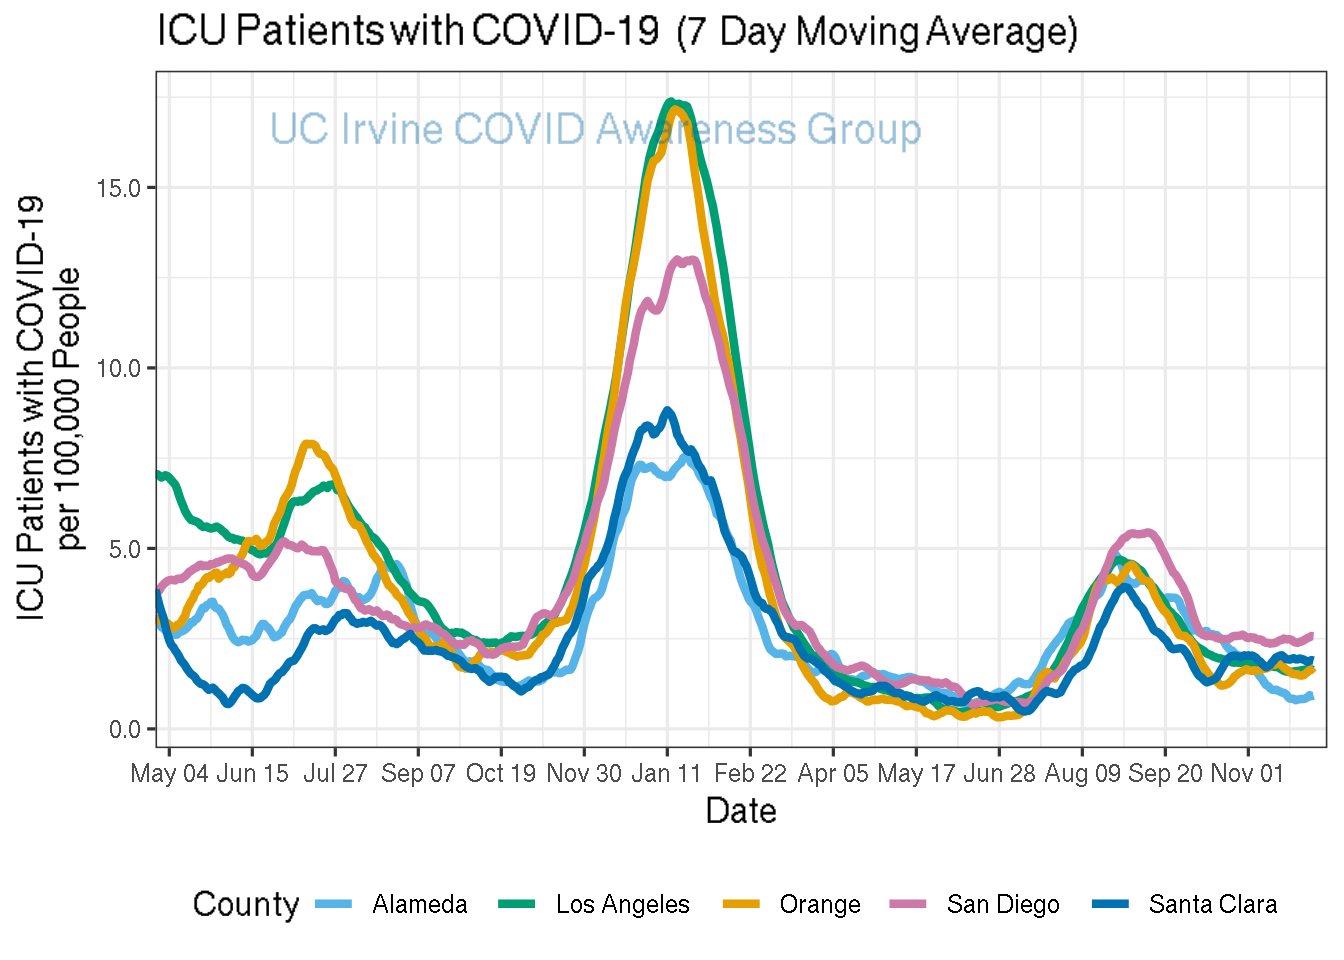 ICU Patients with COVID-19 (7 Day Moving Average)
UC Irvine COVID Awareness Group
ICU Patients with COVID-19
per 100,000 People
15.0
10.0
5.0
0.0
May 04 Jun 15 Jul 27 Sep 07 Oct 19 Nov 30 Jan 11 Feb 22 Apr 05 May 17 Jun 28 Aug 09 Sep 20 Nov 01
Date
County Alameda Los Angeles Orange San Diego Santa Clara